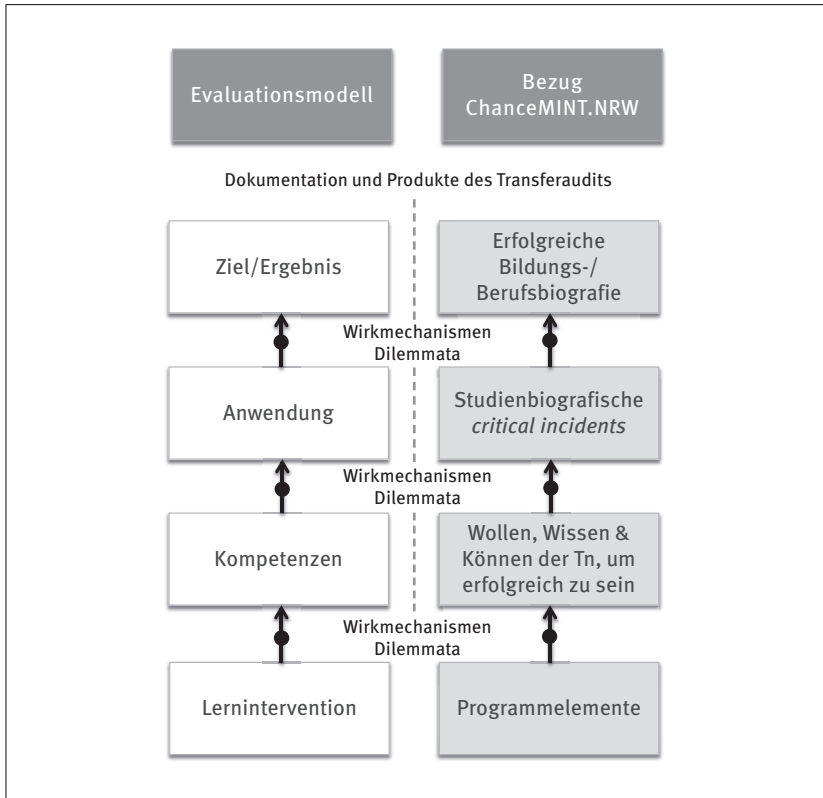 Evaluationsmodell
Bezug
ChanceMINT.NRW
Dokumentation und Produkte des Transferaudits
Ziel/Ergebnis
Erfolgreiche
Bildungs-/
Berufsbiografie
Wirkmechanismen
Dilemmata
Anwendung
Studienbiografische
critical incidents
Wirkmechanismen
Dilemmata
Kompetenzen
Wollen, Wissen &
Können der Tn, um
erfolgreich zu sein
Wirkmechanismen
Dilemmata
Lernintervention
Programmelemente